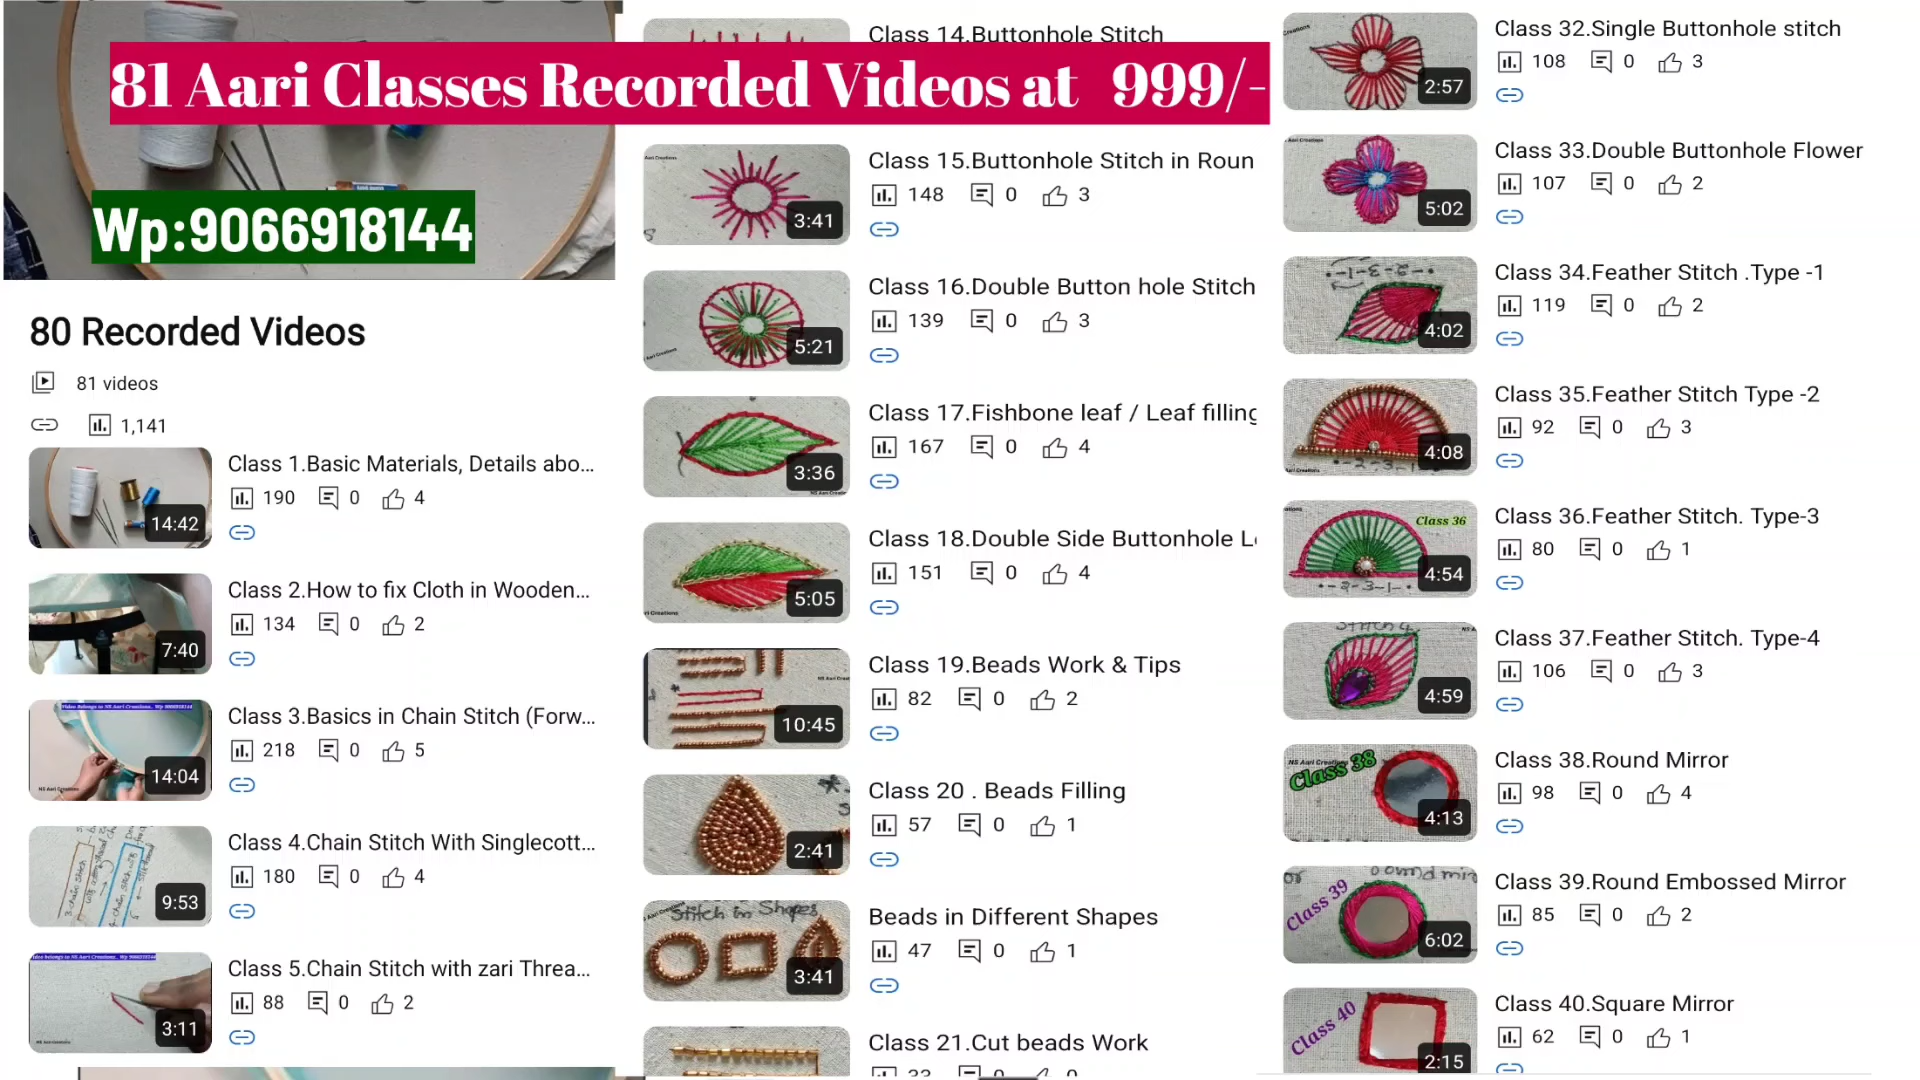 81 Aari Classes Recorded Videos at 999/-
Wp:9066918144
80 Recorded Videos
81 videos
1,141
14:42
Class 1.Basic Materials, Details abo...
190 0 4
7:40
Class 2.How to fix Cloth in Wooden...
134 0 2
14:04
Class 3.Basics in Chain Stitch (Forw...
218 0 5
9:53
Class 4.Chain Stitch With Singlecott...
180 0 4
3:11
Class 5.Chain Stitch with zari Threa...
88 0 2
Class 14.Buttonhole Stitch
3:41
Class 15.Buttonhole Stitch in Roun
148 0 3
5:21
Class 16.Double Button hole Stitch
139 0 3
3:36
Class 17.Fishbone leaf / Leaf filling
167 0 4
5:05
Class 18.Double Side Buttonhole L
151 0 4
10:45
Class 19.Beads Work & Tips
82 0 2
2:41
Class 20 . Beads Filling
57 0 1
Stitch in Shapes
3:41
Beads in Different Shapes
47 0 1
Class 21.Cut beads Work
2:57
Class 32.Single Buttonhole stitch
108 0 3
5:02
Class 33.Double Buttonhole Flower
107 0 2
4:02
Class 34.Feather Stitch .Type -1
119 0 2
4:08
Class 35.Feather Stitch Type -2
92 0 3
Class 36
4:54
Class 36.Feather Stitch. Type-3
80 0 1
4:59
Class 37.Feather Stitch. Type-4
106 0 3
NS Aari Creations
Class 38
4:13
Class 38.Round Mirror
98 0 4
Class 39
6:02
Class 39.Round Embossed Mirror
85 0 2
Class 40
2:15
Class 40.Square Mirror
62 0 1